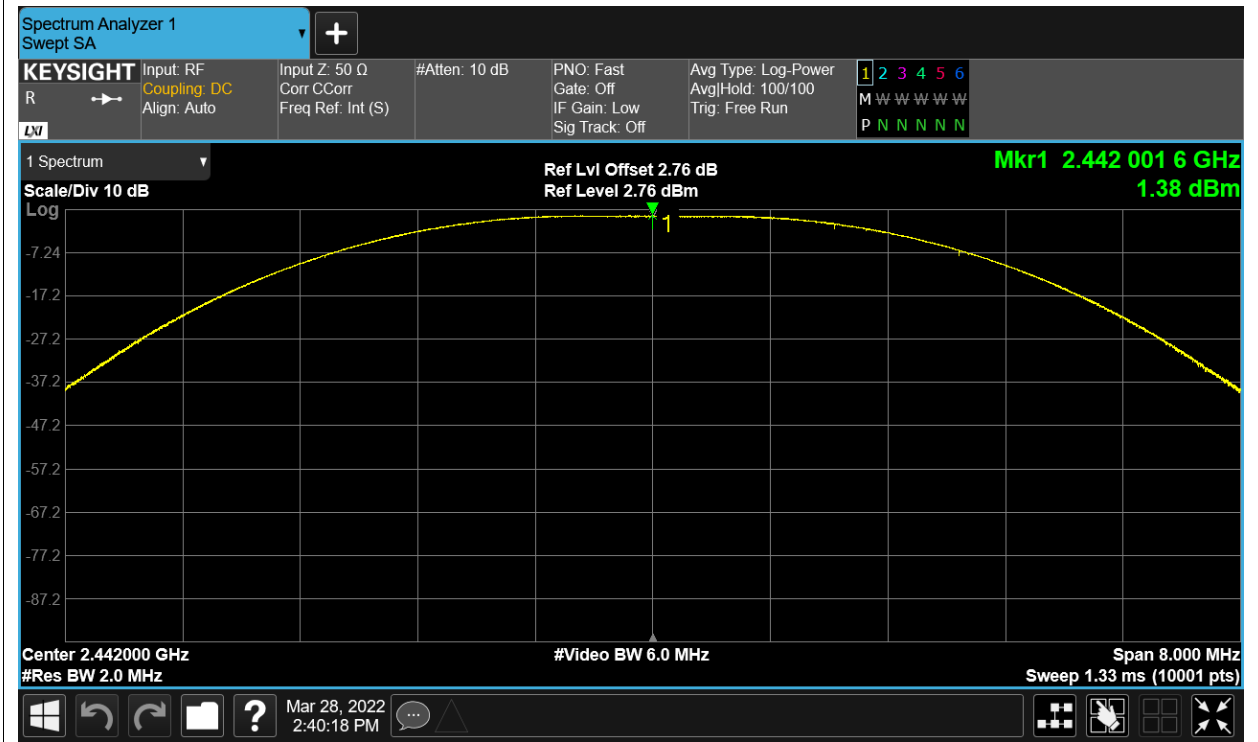 Spectrum Analyzer 1
Swept SA
KEYSIGHT
R
LXI
Input: RF
Coupling: DC
Align: Auto
Input Z: 50 Ω
Corr CCorr
Freq Ref: Int (S)
#Atten: 10 dB
PNO: Fast
Gate: Off
IF Gain: Low
Sig Track: Off
Avg Type: Log-Power
Avg|Hold: 100/100
Trig: Free Run
1 2 3 4 5 6
M W W W W W
P N N N N N
1 Spectrum
Scale/Div 10 dB
Log
Ref Lvl Offset 2.76 dB
Ref Level 2.76 dBm
Mkr1 2.442 001 6 GHz
1.38 dBm
1
-7.24
-17.2
-27.2
-37.2
-47.2
-57.2
-67.2
-77.2
-87.2
Center 2.442000 GHz
#Res BW 2.0 MHz
#Video BW 6.0 MHz
Span 8.000 MHz
Sweep 1.33 ms (10001 pts)
?
Mar 28, 2022
2:40:18 PM